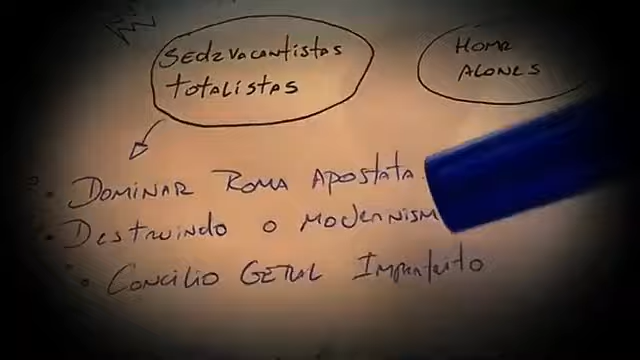 Sedevacantistas
totalistas
Home
Alones
• Dominar Roma Apostata
• Destruindo o modernism
• Concilio Geral Imperfeito